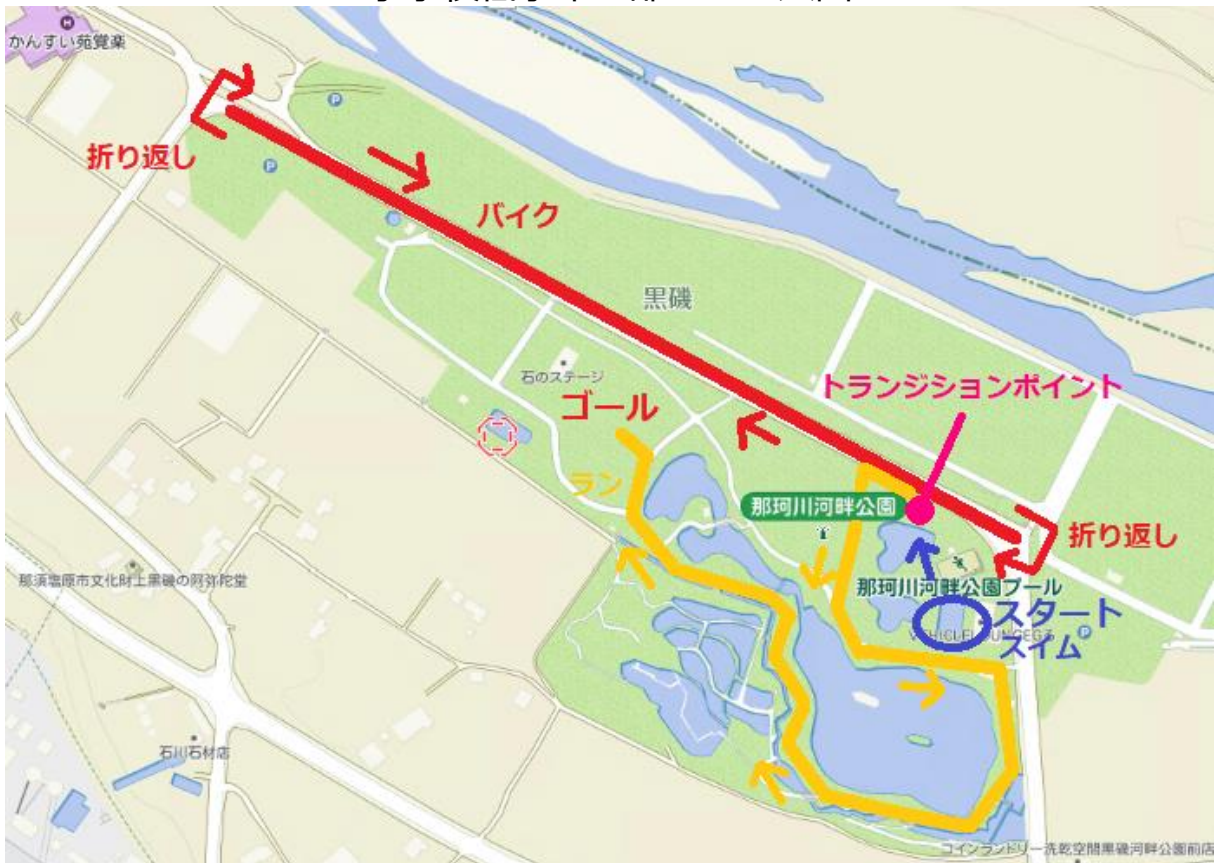 かんすい苑覚楽
折り返し
バイク
黒磯
石のステージ
トランジションポイント
ゴール
ラン
那珂川河畔公園
折り返し
那須塩原市文化財上黒磯の阿弥陀堂
那珂川河畔公園プール
スタート
スイム
石川石材店
コインランドリー洗乾空間黒磯河畔公園前店